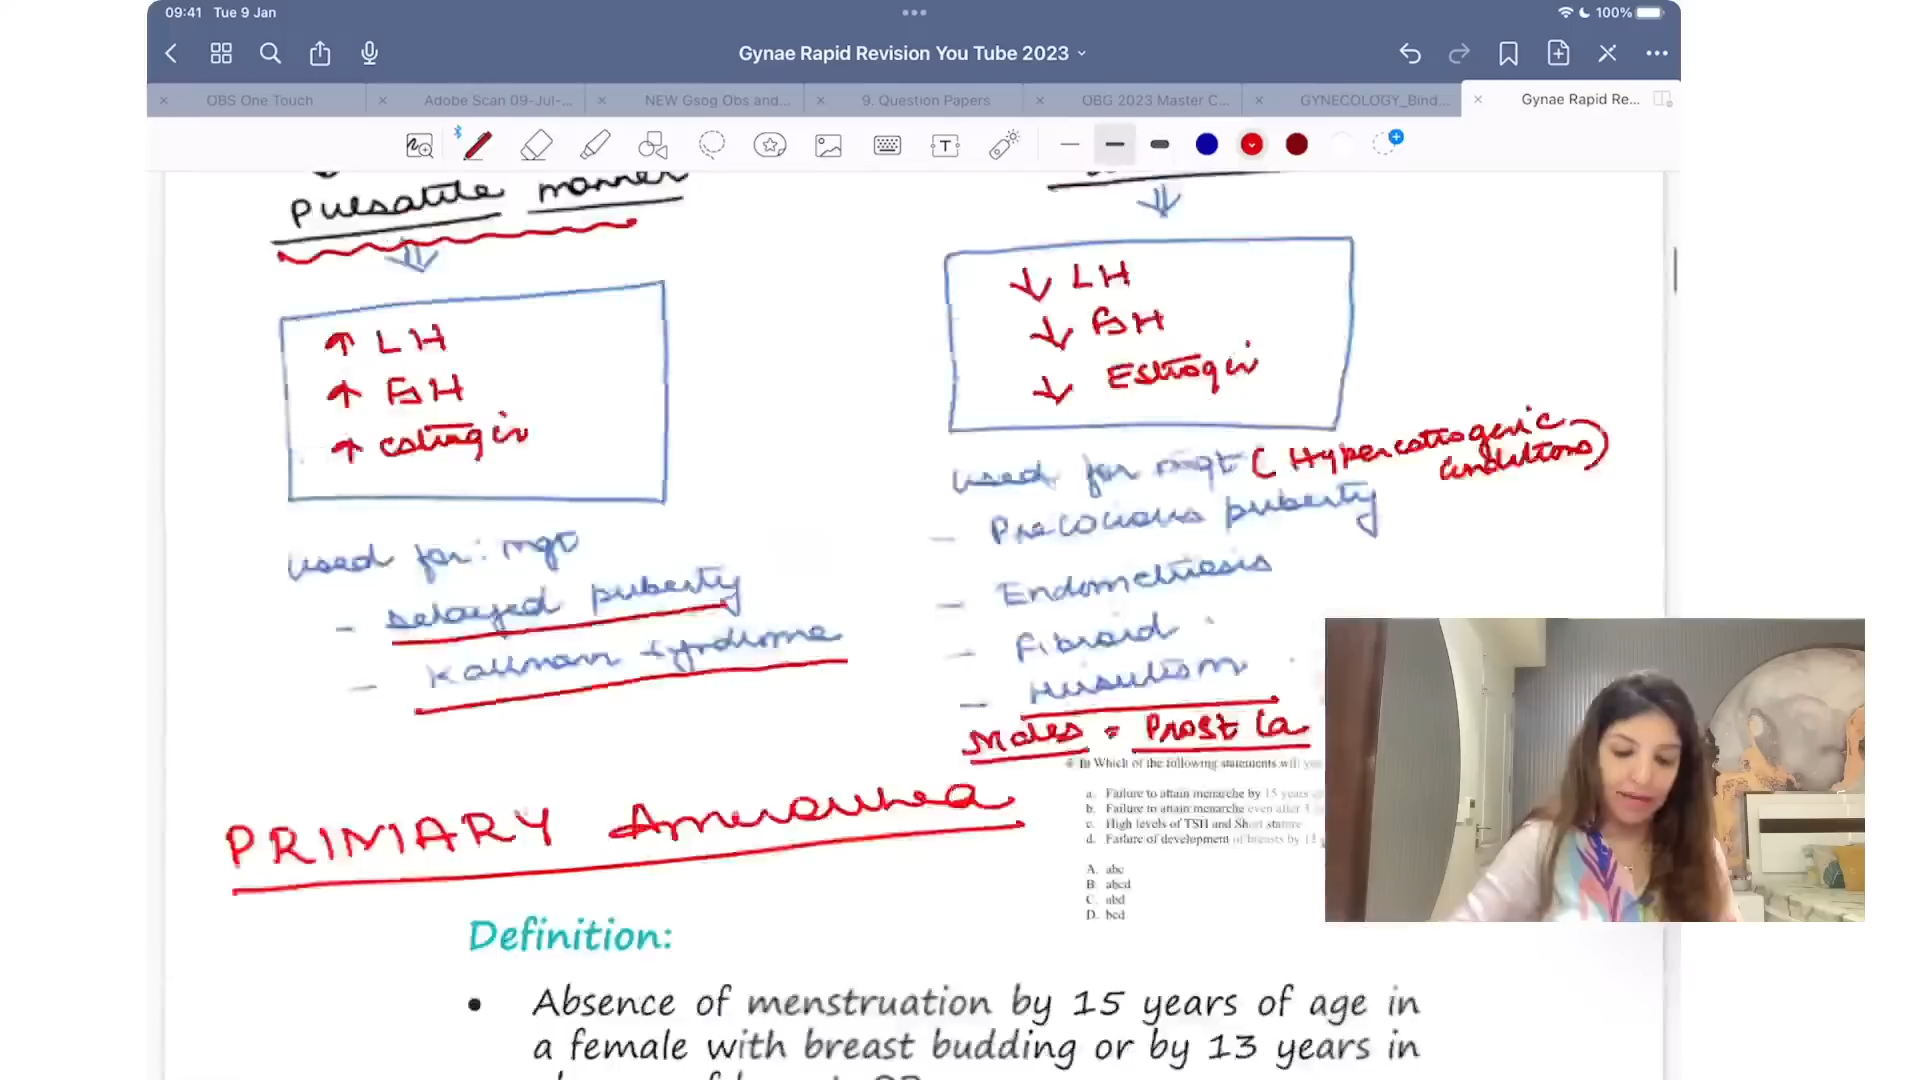 09:41 Tue 9 Jan
100%
Gynae Rapid Revision You Tube 2023
OBS One Touch
Adobe Scan 09-Jul-...
NEW Gsog Obs and...
9. Question Papers
OBG 2023 Master C...
GYNECOLOGY_Bind...
Gynae Rapid Re...
Pulsatile manner
↑ LH
↑ FSH
↑ estrogen
used for: mgt
- Delayed puberty
- Kallmann syndrome
↓ LH
↓ FSH
↓ Estrogen
used for mgt (Hyperestrogenic conditions)
- Precocious puberty
- Endometriosis
- Fibroid
- Hirsutism
Males = Prost Ca
Which of the following statements will you
a. Failure to attain menarche by 15 years
b. Failure to attain menarche even after 3
c. High levels of TSH and Short stature
d. Failure of development of breasts by 13
A. abc
B. abcd
C. abd
D. bcd
PRIMARY Amenorrhea
Definition:
• Absence of menstruation by 15 years of age in
a female with breast budding or by 13 years in